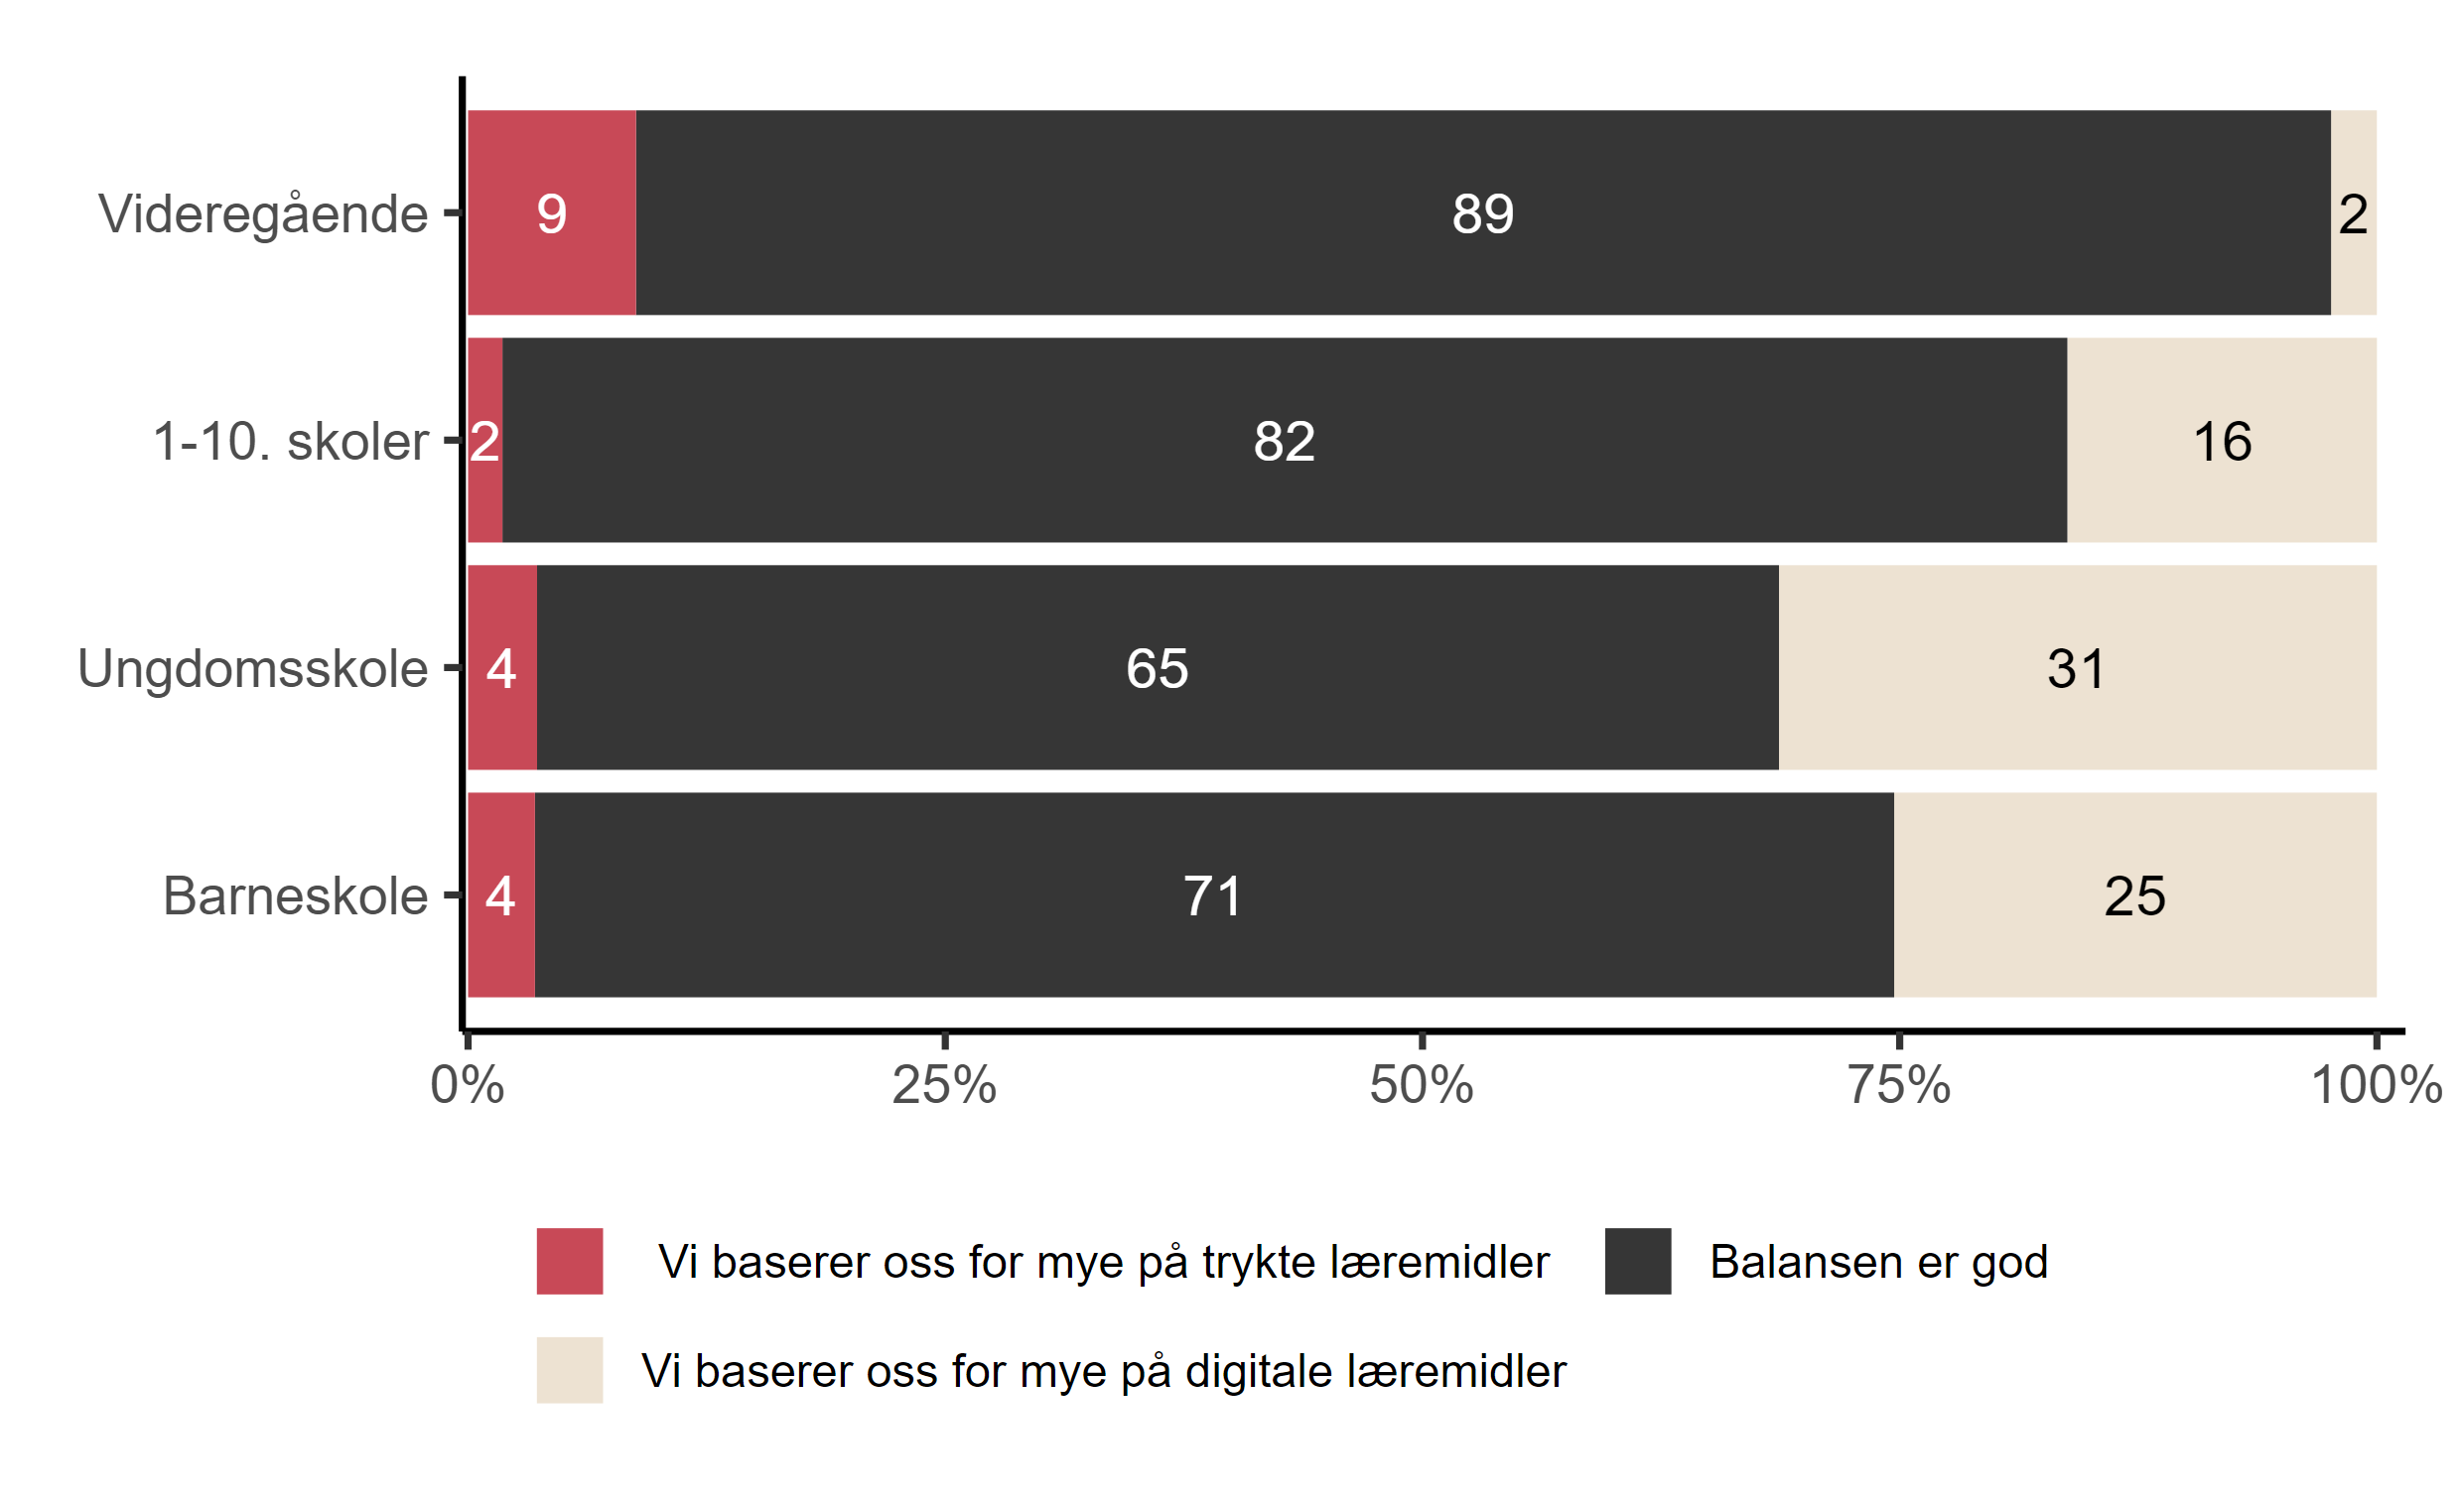 Videregående 9 89 2
1-10. skoler 2 82 16
Ungdomsskole 4 65 31
Barneskole 4 71 25
0% 25% 50% 75% 100%
Vi baserer oss for mye på trykte læremidler Balansen er god
Vi baserer oss for mye på digitale læremidler